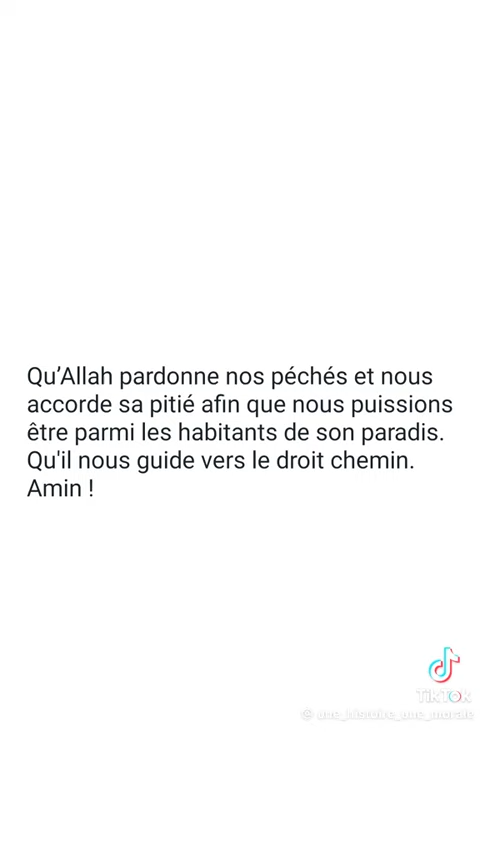 Qu’Allah pardonne nos péchés et nous
accorde sa pitié afin que nous puissions
être parmi les habitants de son paradis.
Qu'il nous guide vers le droit chemin.
Amin !
TikTok
@ une_histoire_une_morale